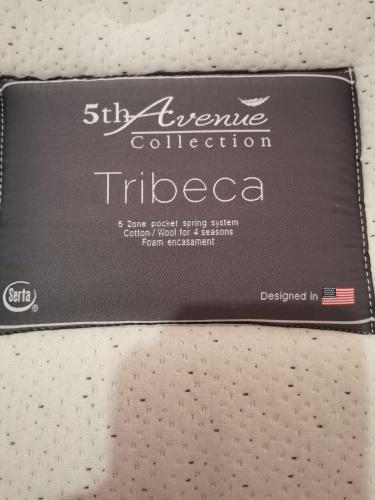 5th Avenue
Collection
Tribeca
5 Zone pocket spring system
Cotton/Wool for 4 seasons
Foam encasament
Serta®
Designed in